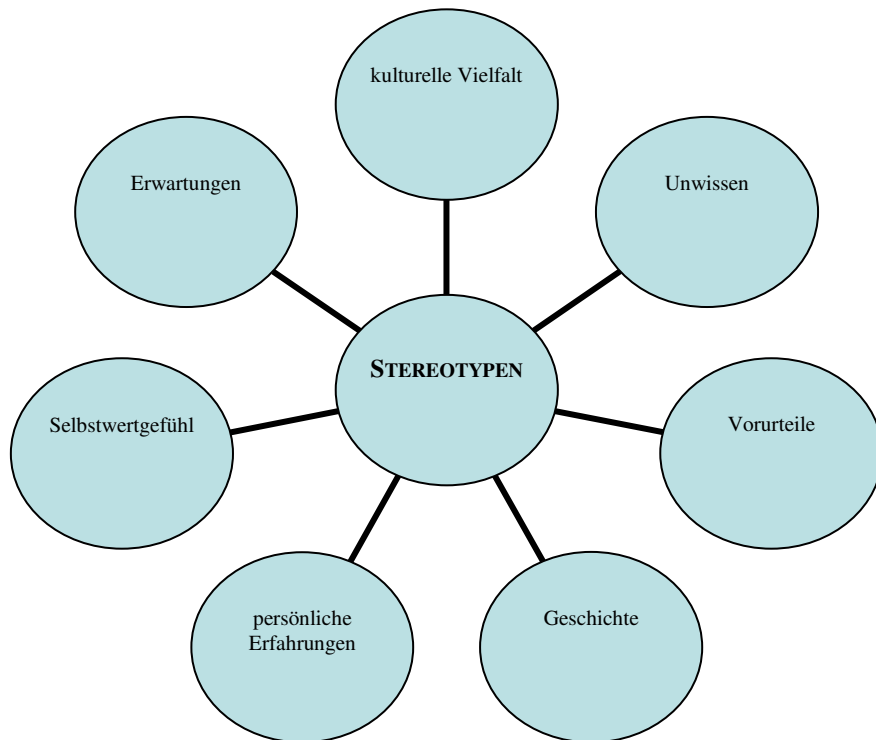 kulturelle Vielfalt
Erwartungen
Unwissen
STEREOTYPEN
Selbstwertgefühl
Vorurteile
persönliche
Erfahrungen
Geschichte